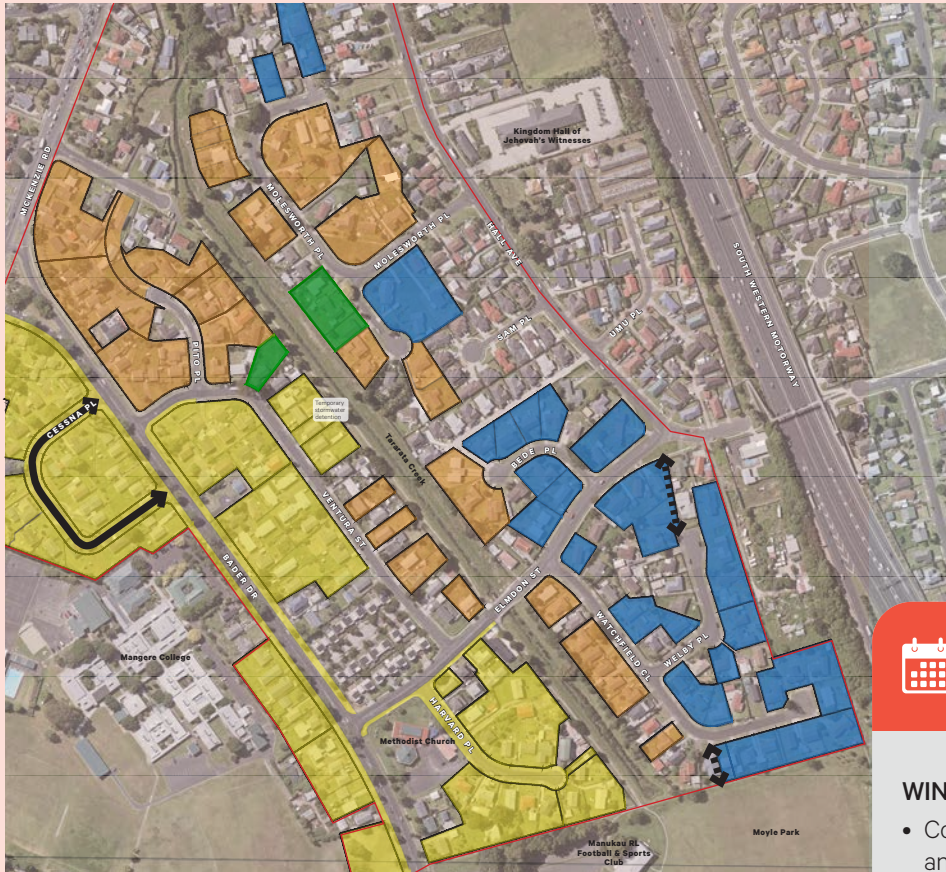 Kingdom Hall of
Jehovah's Witnesses
MCKENZIE RD
MOLESWORTH PL
MOLESWORTH PL
HALL AVE
SOUTH WESTERN MOTORWAY
SAM PL
UMU PL
PITO PL
CESSNA PL
Temporary
stormwater
detention
Tararata Creek
BEDE PL
VENTURA ST
BADER DR
ELMDON ST
WATCHFIELD CL
WELBY PL
Mangere College
HARVARD PL
Methodist Church
WIN
• Co
an
Moyle Park
Manukau RL
Football & Sports
Club